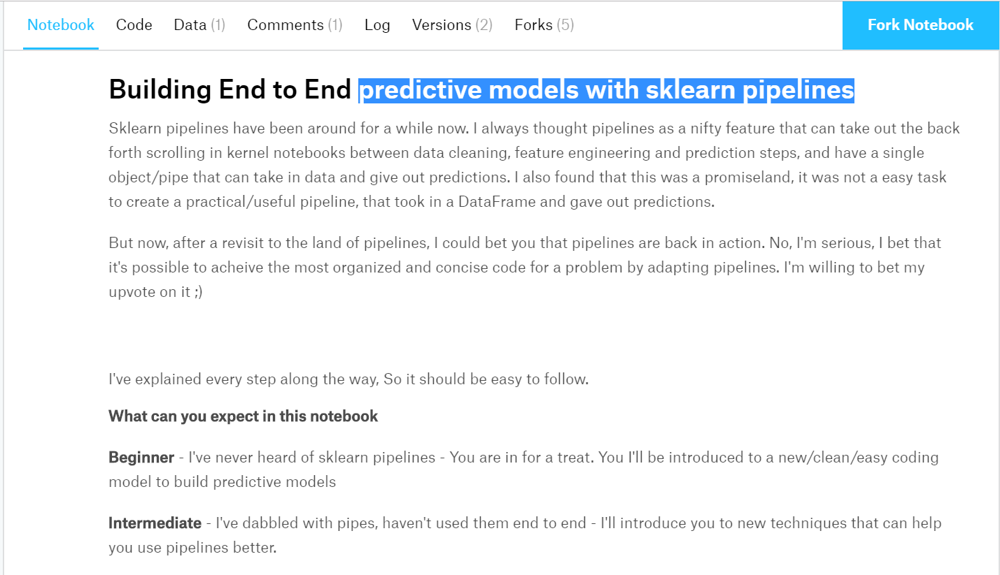 Notebook Code Data (1) Comments (1) Log Versions (2) Forks (5) Fork Notebook
Building End to End predictive models with sklearn pipelines
Sklearn pipelines have been around for a while now. I always thought pipelines as a nifty feature that can take out the back
forth scrolling in kernel notebooks between data cleaning, feature engineering and prediction steps, and have a single
object/pipe that can take in data and give out predictions. I also found that this was a promiseland, it was not a easy task
to create a practical/useful pipeline, that took in a DataFrame and gave out predictions.
But now, after a revisit to the land of pipelines, I could bet you that pipelines are back in action. No, I'm serious, I bet that
it's possible to acheive the most organized and concise code for a problem by adapting pipelines. I'm willing to bet my
upvote on it ;)
I've explained every step along the way, So it should be easy to follow.
What can you expect in this notebook
Beginner - I've never heard of sklearn pipelines - You are in for a treat. You I'll be introduced to a new/clean/easy coding
model to build predictive models
Intermediate - I've dabbled with pipes, haven't used them end to end - I'll introduce you to new techniques that can help
you use pipelines better.